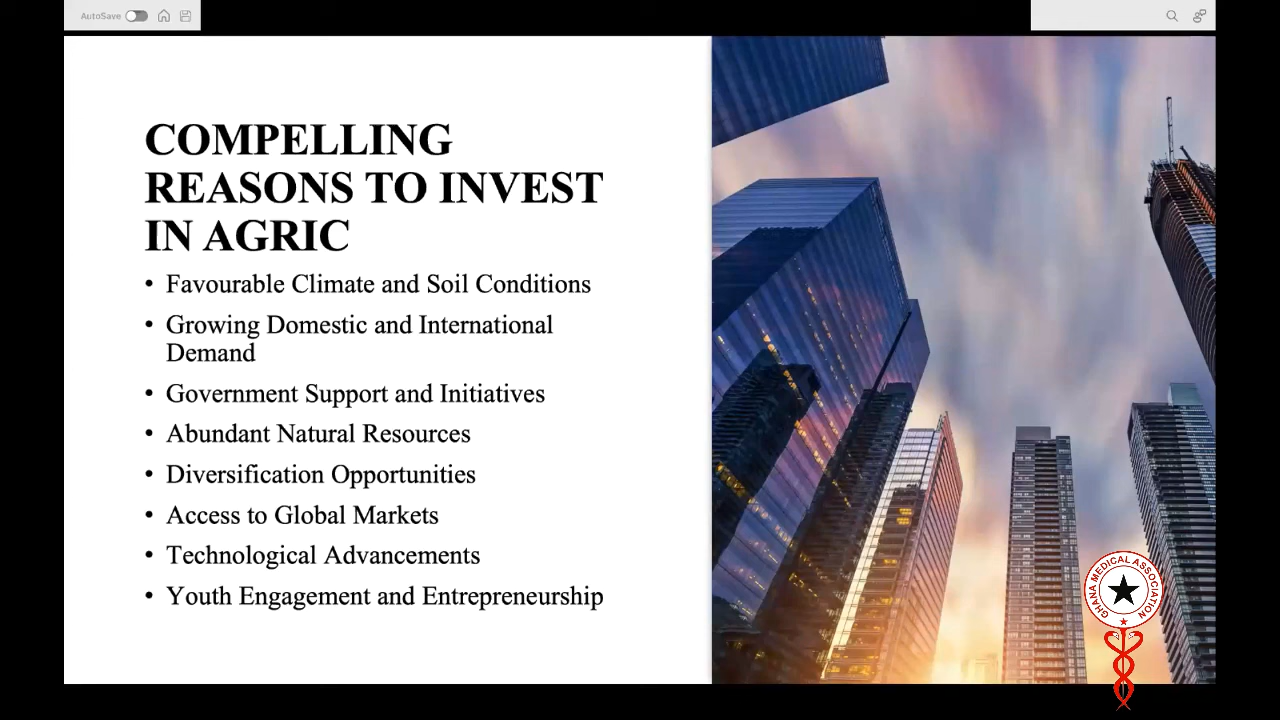 AutoSave
COMPELLING
REASONS TO INVEST
IN AGRIC
• Favourable Climate and Soil Conditions
• Growing Domestic and International
Demand
• Government Support and Initiatives
• Abundant Natural Resources
• Diversification Opportunities
• Access to Global Markets
• Technological Advancements
• Youth Engagement and Entrepreneurship
GHANA MEDICAL ASSOCIATION